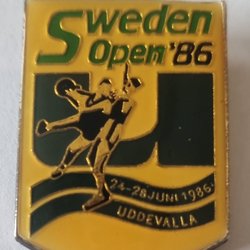 Sweden
Open '86
U
24-28 JUNI 1986
UDDEVALLA